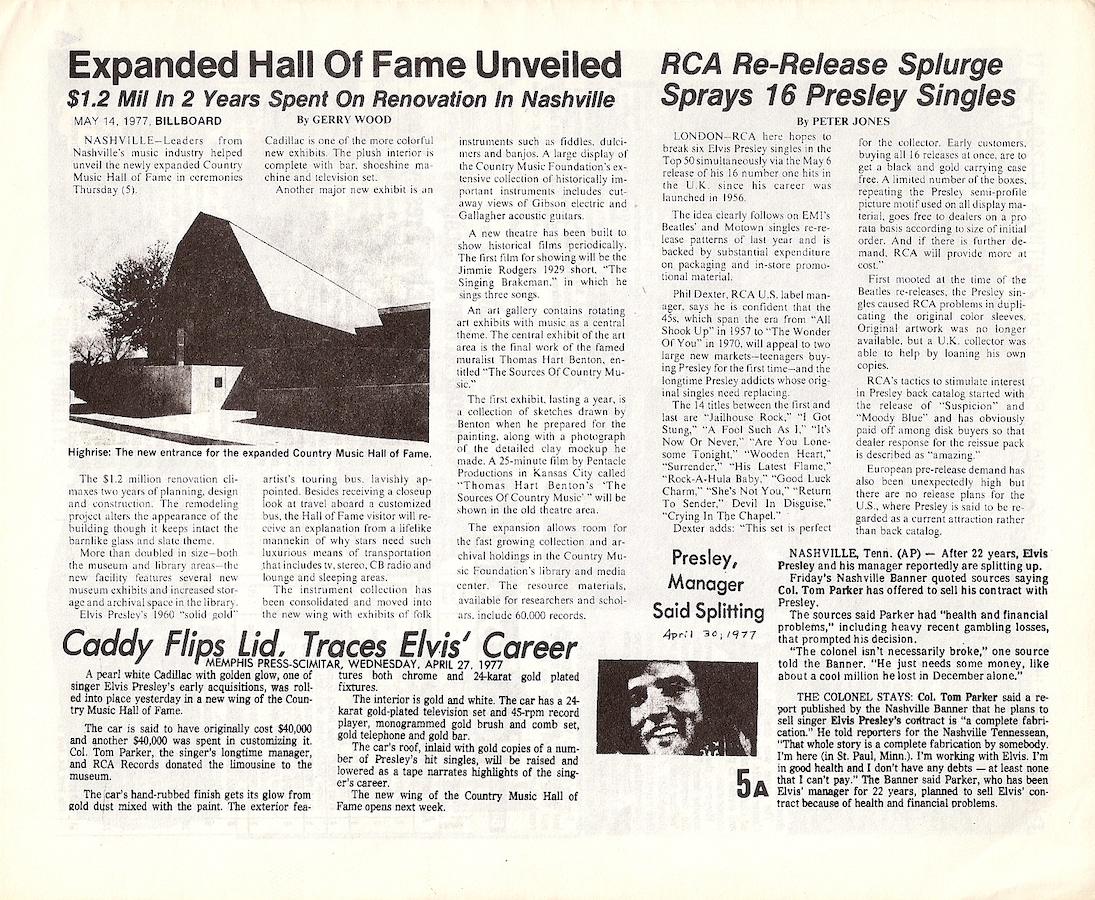 Expanded Hall Of Fame Unveiled
$1.2 Mil In 2 Years Spent On Renovation In Nashville
MAY 14, 1977, BILLBOARD
By GERRY WOOD
NASHVILLE—Leaders from
Nashville's music industry helped
unveil the newly expanded Country
Music Hall of Fame in ceremonies
Thursday (5).
Highrise: The new entrance for the expanded Country Music Hall of Fame.
The $1.2 million renovation cli-
maxes two years of planning, design
and construction. The remodeling
project alters the appearance of the
building though it keeps intact the
barnlike glass and slate theme.
More than doubled in size—both
the museum and library areas—the
new facility features several new
museum exhibits and increased stor-
age and archival space in the library.
Elvis Presley's 1960 "solid gold"
Cadillac is one of the more colorful
new exhibits. The plush interior is
complete with bar, shoeshine ma-
chine and television set.
Another major new exhibit is an
artist's touring bus, lavishly ap-
pointed. Besides receiving a closeup
look at travel aboard a customized
bus, the Hall of Fame visitor will re-
ceive an explanation from a lifelike
mannekin of why stars need such
luxurious means of transportation
that includes tv, stereo, CB radio and
lounge and sleeping areas.
The instrument collection has
been consolidated and moved into
the new wing with exhibits of folk
instruments such as fiddles, dulci-
mers and banjos. A large display of
the Country Music Foundation's ex-
tensive collection of historically im-
portant instruments includes cut-
away views of Gibson electric and
Gallagher acoustic guitars.
A new theatre has been built to
show historical films periodically.
The first film for showing will be the
Jimmie Rodgers 1929 short, "The
Singing Brakeman," in which he
sings three songs.
An art gallery contains rotating
art exhibits with music as a central
theme. The central exhibit of the art
area is the final work of the famed
muralist Thomas Hart Benton, en-
titled "The Sources Of Country Mu-
sic."
The first exhibit, lasting a year, is
a collection of sketches drawn by
Benton when he prepared for the
painting, along with a photograph
of the detailed clay mockup he
made. A 25-minute film by Pentacle
Productions in Kansas City called
"Thomas Hart Benton's 'The
Sources Of Country Music' " will be
shown in the old theatre area.
The expansion allows room for
the fast growing collection and ar-
chival holdings in the Country Mu-
sic Foundation's library and media
center. The resource materials,
available for researchers and schol-
ars, include 60,000 records.
RCA Re-Release Splurge
Sprays 16 Presley Singles
By PETER JONES
LONDON—RCA here hopes to
break six Elvis Presley singles in the
Top 50 simultaneously via the May 6
release of his 16 number one hits in
the U.K. since his career was
launched in 1956.
The idea clearly follows on EMI's
Beatles' and Motown singles re-re-
lease patterns of last year and is
backed by substantial expenditure
on packaging and in-store promo-
tional material.
Phil Dexter, RCA U.S. label man-
ager, says he is confident that the
45s, which span the era from "All
Shook Up" in 1957 to "The Wonder
Of You" in 1970, will appeal to two
large new markets—teenagers buy-
ing Presley for the first time—and the
longtime Presley addicts whose orig-
inal singles need replacing.
The 14 titles between the first and
last are "Jailhouse Rock," "I Got
Stung," "A Fool Such As I," "It's
Now Or Never," "Are You Lone-
some Tonight," "Wooden Heart,"
"Surrender," "His Latest Flame,"
"Rock-A-Hula Baby," "Good Luck
Charm," "She's Not You," "Return
To Sender," Devil In Disguise,"
"Crying In The Chapel."
Dexter adds: "This set is perfect
for the collector. Early customers,
buying all 16 releases at once, are to
get a black and gold carrying case
free. A limited number of the boxes,
repeating the Presley semi-profile
picture motif used on all display ma-
terial, goes free to dealers on a pro
rata basis according to size of initial
order. And if there is further de-
mand, RCA will provide more at
cost."
First mooted at the time of the
Beatles re-releases, the Presley sin-
gles caused RCA problems in dupli-
cating the original color sleeves.
Original artwork was no longer
available, but a U.K. collector was
able to help by loaning his own
copies.
RCA's tactics to stimulate interest
in Presley back catalog started with
the release of "Suspicion" and
"Moody Blue" and has obviously
paid off among disk buyers so that
dealer response for the reissue pack
is described as "amazing."
European pre-release demand has
also been unexpectedly high but
there are no release plans for the
U.S., where Presley is said to be re-
garded as a current attraction rather
than back catalog.
Caddy Flips Lid, Traces Elvis' Career
MEMPHIS PRESS-SCIMITAR, WEDNESDAY, APRIL 27, 1977
A pearl white Cadillac with golden glow, one of
singer Elvis Presley's early acquisitions, was roll-
ed into place yesterday in a new wing of the Coun-
try Music Hall of Fame.
The car is said to have originally cost $40,000
and another $40,000 was spent in customizing it.
Col. Tom Parker, the singer's longtime manager,
and RCA Records donated the limousine to the
museum.
The car's hand-rubbed finish gets its glow from
gold dust mixed with the paint. The exterior fea-
tures both chrome and 24-karat gold plated
fixtures.
The interior is gold and white. The car has a 24-
karat gold-plated television set and 45-rpm record
player, monogrammed gold brush and comb set,
gold telephone and gold bar.
The car's roof, inlaid with gold copies of a num-
ber of Presley's hit singles, will be raised and
lowered as a tape narrates highlights of the sing-
er's career.
The new wing of the Country Music Hall of
Fame opens next week.
Presley,
Manager
Said Splitting
April 30, 1977
NASHVILLE, Tenn. (AP) — After 22 years, Elvis
Presley and his manager reportedly are splitting up.
Friday's Nashville Banner quoted sources saying
Col. Tom Parker has offered to sell his contract with
Presley.
The sources said Parker had "health and financial
problems," including heavy recent gambling losses,
that prompted his decision.
"The colonel isn't necessarily broke," one source
told the Banner. "He just needs some money, like
about a cool million he lost in December alone."
THE COLONEL STAYS: Col. Tom Parker said a re-
port published by the Nashville Banner that he plans to
sell singer Elvis Presley's contract is "a complete fabri-
cation." He told reporters for the Nashville Tennessean,
"That whole story is a complete fabrication by somebody.
I'm here (in St. Paul, Minn.). I'm working with Elvis. I'm
in good health and I don't have any debts — at least none
that I can't pay." The Banner said Parker, who has been
Elvis' manager for 22 years, planned to sell Elvis' con-
tract because of health and financial problems.
5A